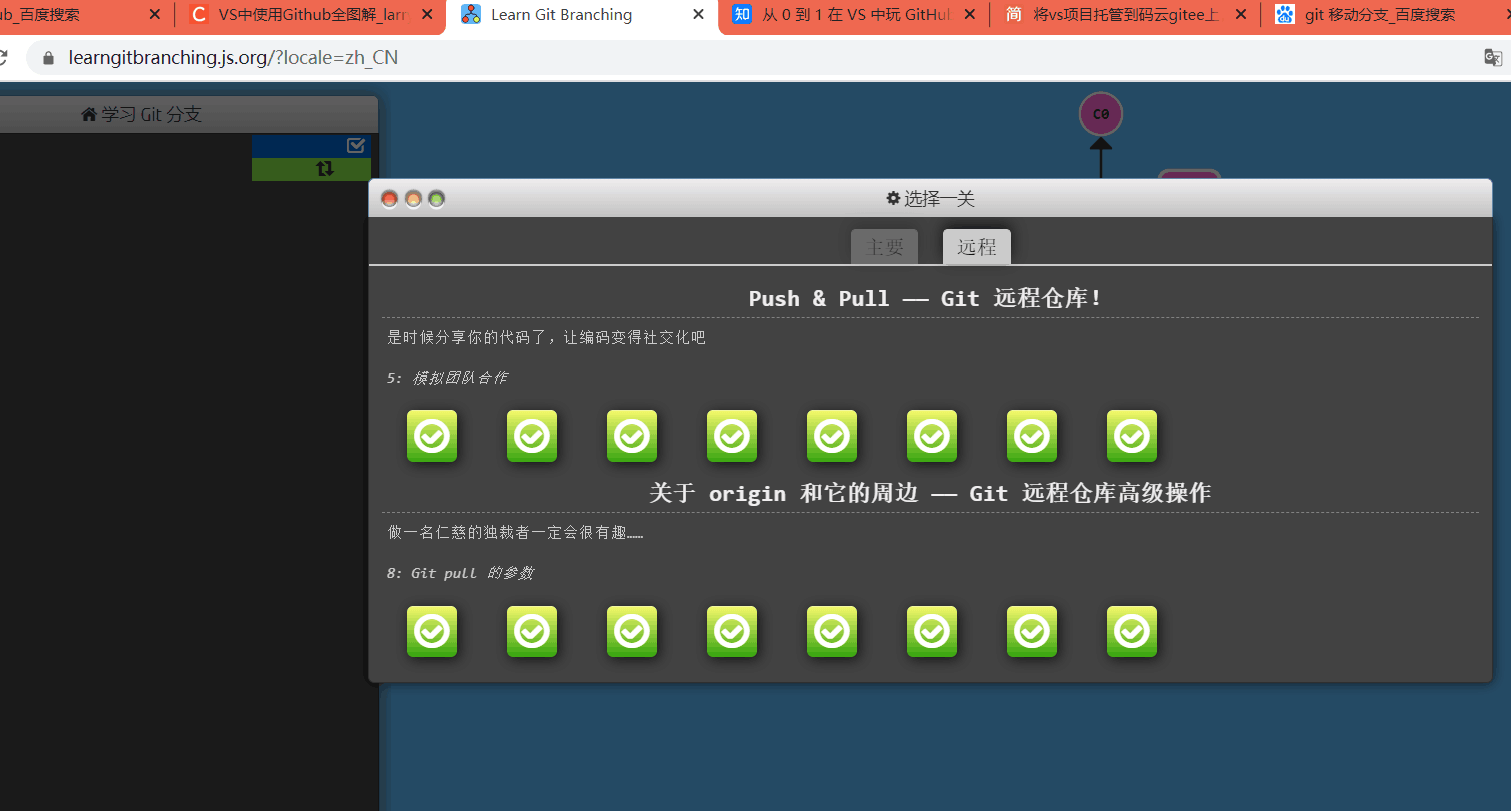 ub_百度搜索
VS中使用Github全图解_larry
Learn Git Branching
知 从 0 到 1 在 VS 中玩 GitHub
简 将vs项目托管到码云gitee上
git 移动分支_百度搜索
learngitbranching.js.org/?locale=zh_CN
学习 Git 分支
C0
选择一关
主要 远程
Push & Pull —— Git 远程仓库!
是时候分享你的代码了，让编码变得社交化吧
5: 模拟团队合作
关于 origin 和它的周边 —— Git 远程仓库高级操作
做一名仁慈的独裁者一定会很有趣……
8: Git pull 的参数